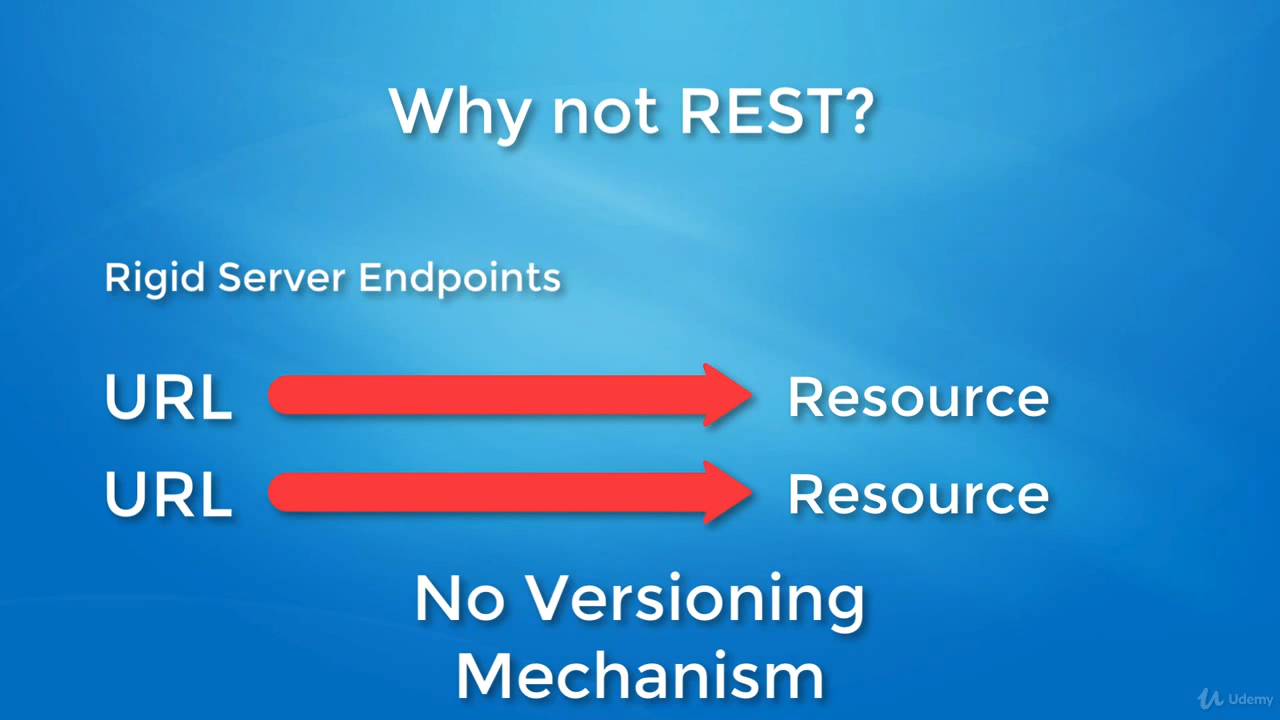 Why not REST?
Rigid Server Endpoints
URL Resource
URL Resource
No Versioning
Mechanism
Udemy